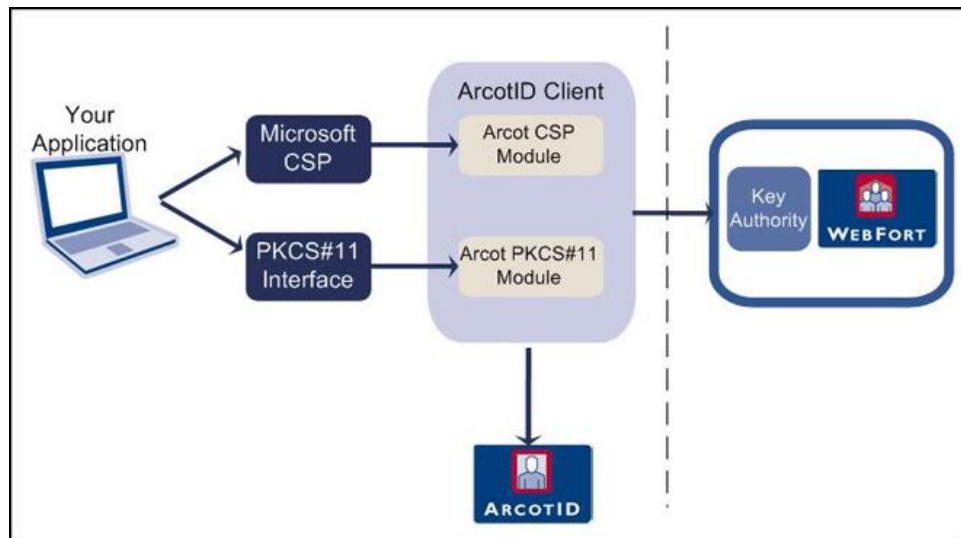 Your
Application
Microsoft
CSP
PKCS#11
Interface
ArcotID Client
Arcot CSP
Module
Arcot PKCS#11
Module
ARCOTID
Key
Authority
WEBFORT